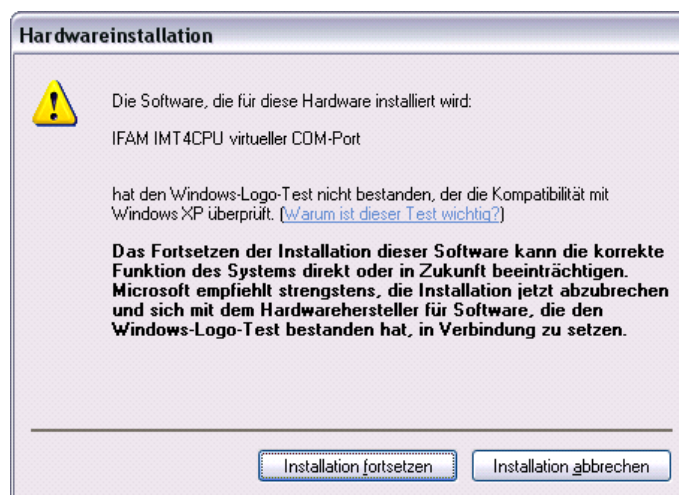 Hardwareinstallation
Die Software, die für diese Hardware installiert wird:
IFAM IMT4CPU virtueller COM-Port
hat den Windows-Logo-Test nicht bestanden, der die Kompatibilität mit
Windows XP überprüft. (Warum ist dieser Test wichtig?)
Das Fortsetzen der Installation dieser Software kann die korrekte
Funktion des Systems direkt oder in Zukunft beeinträchtigen.
Microsoft empfiehlt strengstens, die Installation jetzt abzubrechen
und sich mit dem Hardwarehersteller für Software, die den
Windows-Logo-Test bestanden hat, in Verbindung zu setzen.
Installation fortsetzen
Installation abbrechen